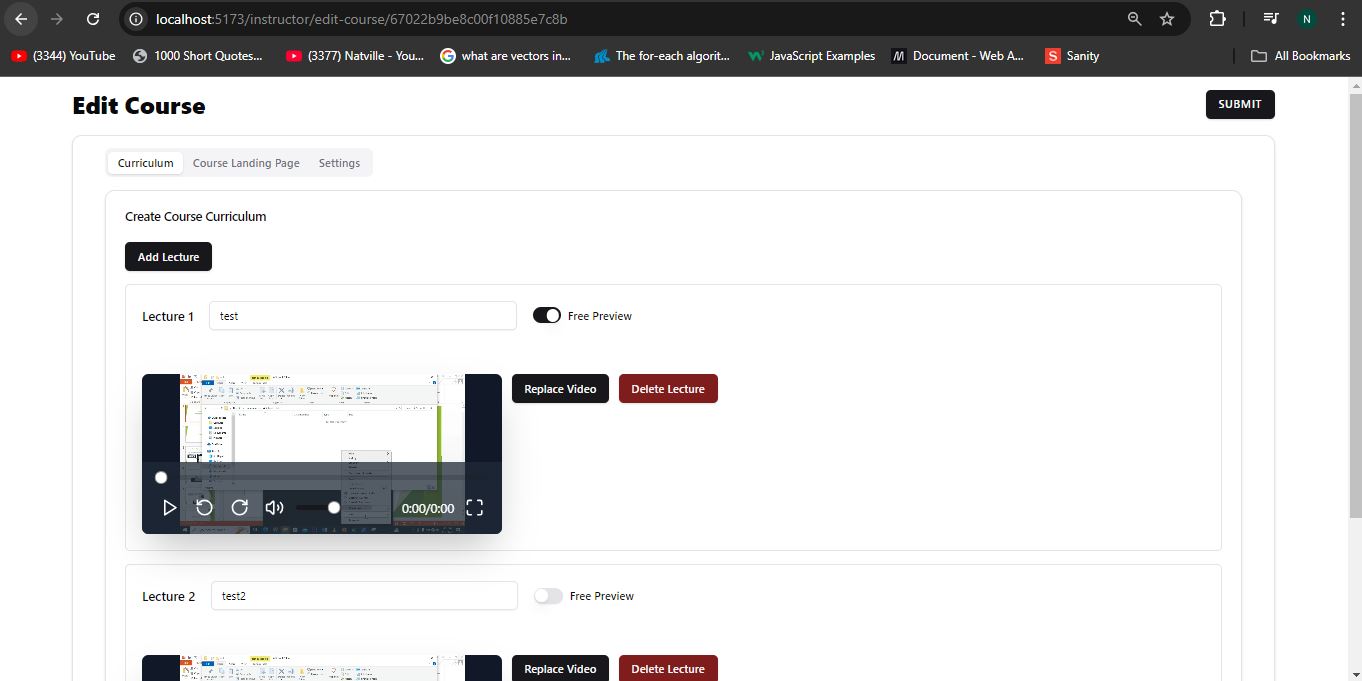 localhost:5173/instructor/edit-course/67022b9be8c00f10885e7c8b
N
(3344) YouTube
1000 Short Quotes...
(3377) Natville - You...
what are vectors in...
The for-each algorit...
JavaScript Examples
Document - Web A...
S Sanity
All Bookmarks
Edit Course
SUBMIT
Curriculum
Course Landing Page
Settings
Create Course Curriculum
Add Lecture
Lecture 1
test
Free Preview
Replace Video
Delete Lecture
0:00/0:00
Lecture 2
test2
Free Preview
Replace Video
Delete Lecture